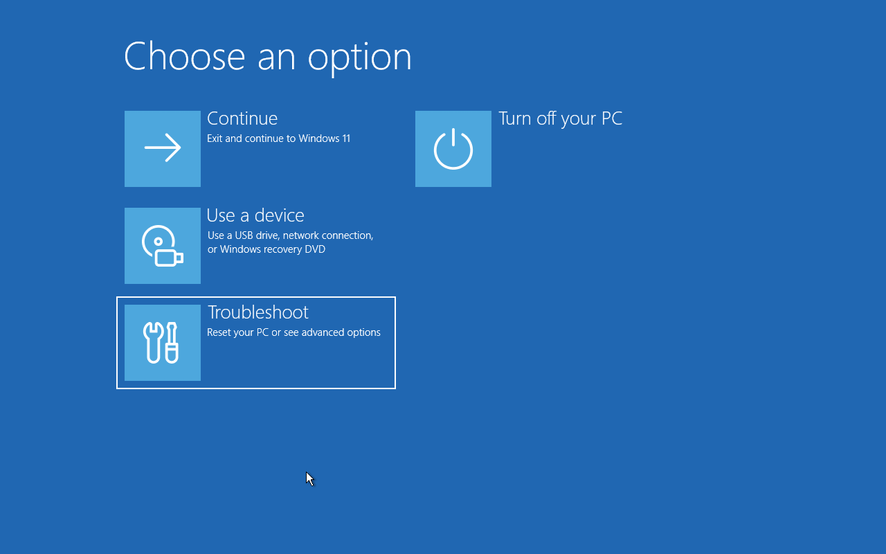 Choose an option
Continue
Exit and continue to Windows 11
Turn off your PC
Use a device
Use a USB drive, network connection,
or Windows recovery DVD
Troubleshoot
Reset your PC or see advanced options